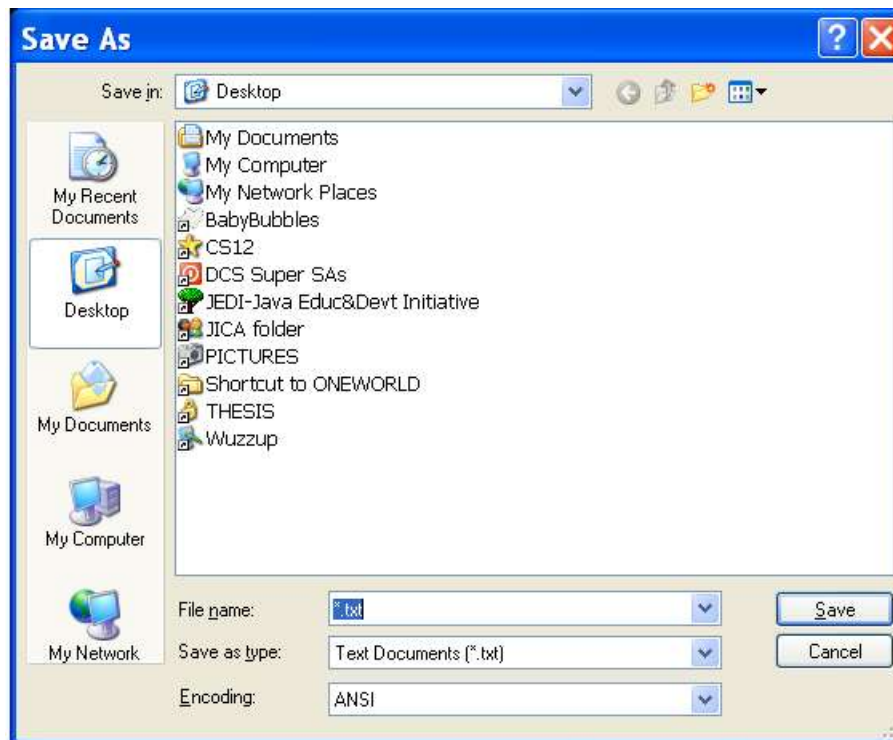 Save As
Save in:
Desktop
My Recent
Documents
Desktop
My Documents
My Computer
My Network
My Documents
My Computer
My Network Places
BabyBubbles
CS12
DCS Super SAs
JEDI-Java Educ&Devt Initiative
JICA folder
PICTURES
Shortcut to ONEWORLD
THESIS
Wuzzup
File name:
*.txt
Save
Save as type:
Text Documents (*.txt)
Cancel
Encoding:
ANSI